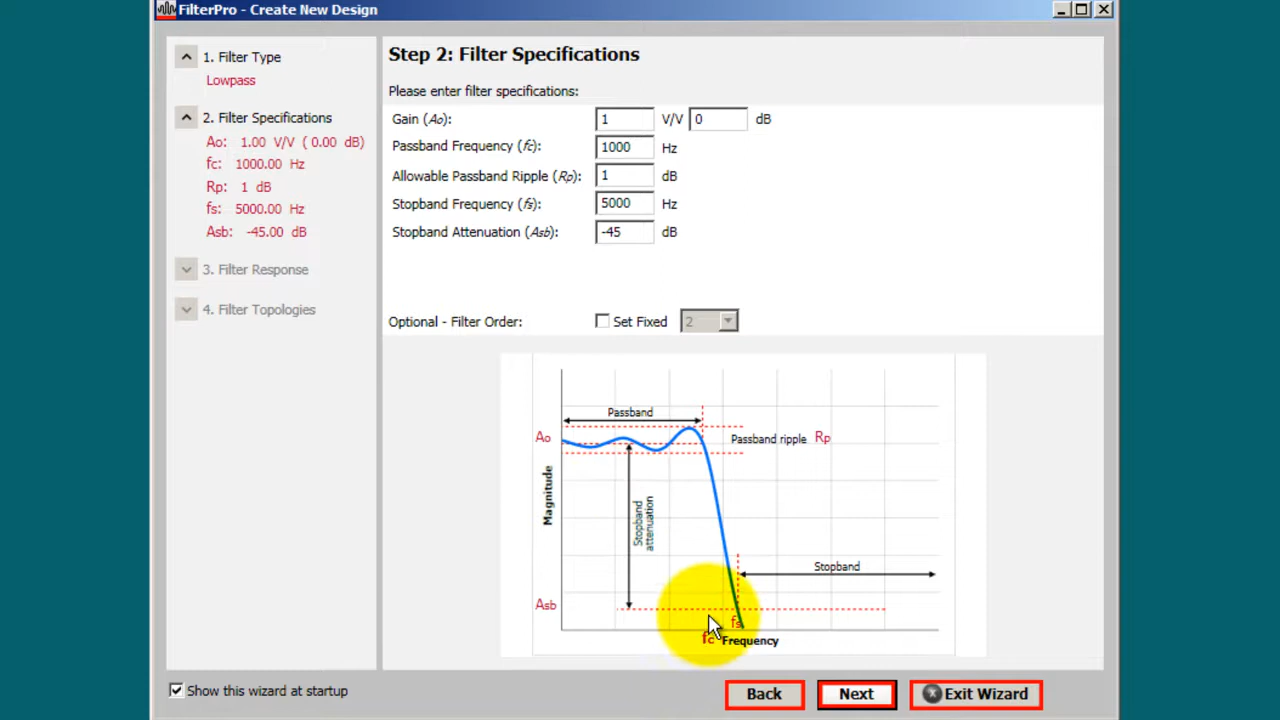 FilterPro - Create New Design
1. Filter Type
Lowpass
2. Filter Specifications
Ao: 1.00 V/V ( 0.00 dB)
fc: 1000.00 Hz
Rp: 1 dB
fs: 5000.00 Hz
Asb: -45.00 dB
3. Filter Response
4. Filter Topologies
Step 2: Filter Specifications
Please enter filter specifications:
Gain (Ao): 1 V/V 0 dB
Passband Frequency (fc): 1000 Hz
Allowable Passband Ripple (Rp): 1 dB
Stopband Frequency (fs): 5000 Hz
Stopband Attenuation (Asb): -45 dB
Optional - Filter Order: Set Fixed 2
Passband
Ao
Passband ripple Rp
Magnitude
Stopband
attenuation
Stopband
Asb
fs
fc Frequency
Show this wizard at startup
Back Next Exit Wizard